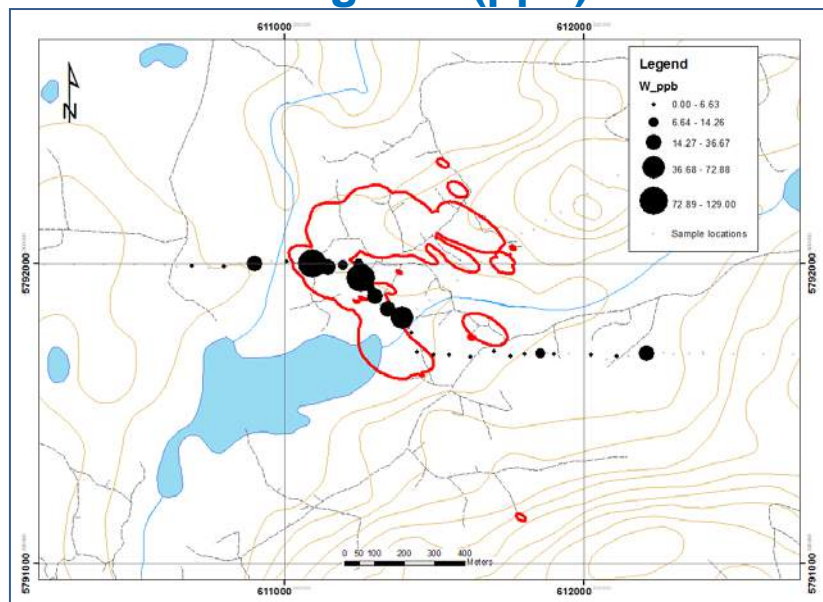 611000
612000
N
Legend
W_ppb
0.00 - 6.63
6.64 - 14.26
14.27 - 36.67
36.68 - 72.88
72.89 - 129.00
Sample locations
5792000
5792000
0 50 100 200 300 400
Meters
5791000
5791000
611000
612000